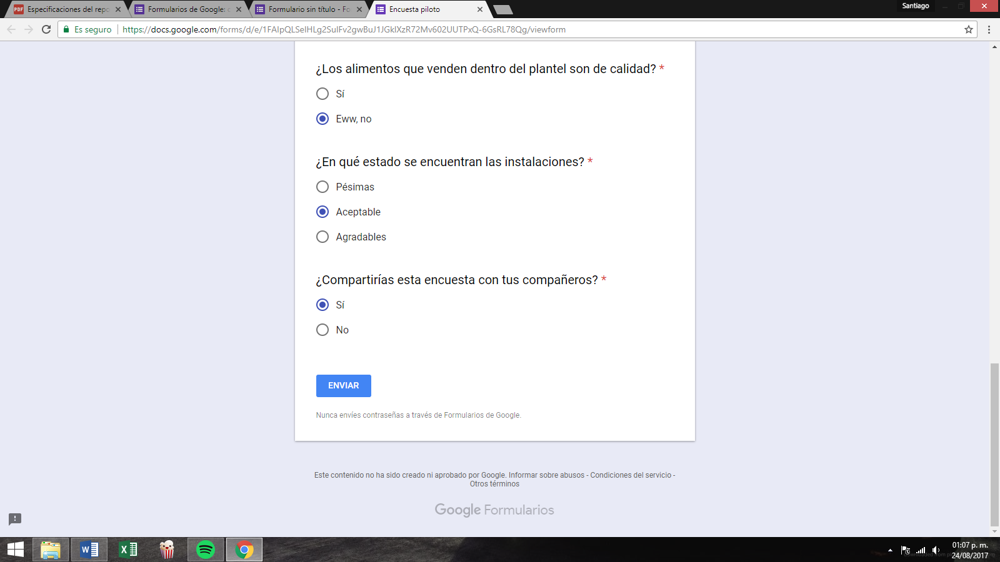 Especificaciones del repo
Formularios de Google: c
Formulario sin título - Fo
Encuesta piloto
Santiago
Es seguro
https://docs.google.com/forms/d/e/1FAIpQLSeIHLg2SuIFv2gwBuJ1JGklXzR72Mv602UUTPxQ-6GsRL78Qg/viewform
¿Los alimentos que venden dentro del plantel son de calidad? *
Sí
Eww, no
¿En qué estado se encuentran las instalaciones? *
Pésimas
Aceptable
Agradables
¿Compartirías esta encuesta con tus compañeros? *
Sí
No
ENVIAR
Nunca envíes contraseñas a través de Formularios de Google.
Este contenido no ha sido creado ni aprobado por Google. Informar sobre abusos - Condiciones del servicio -
Otros términos
Google Formularios
01:07 p. m.
24/08/2017